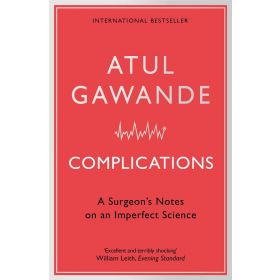 INTERNATIONAL BESTSELLER
ATUL
GAWANDE
COMPLICATIONS
A Surgeon's Notes
on an Imperfect Science
'Excellent and terribly shocking'
William Leith, Evening Standard